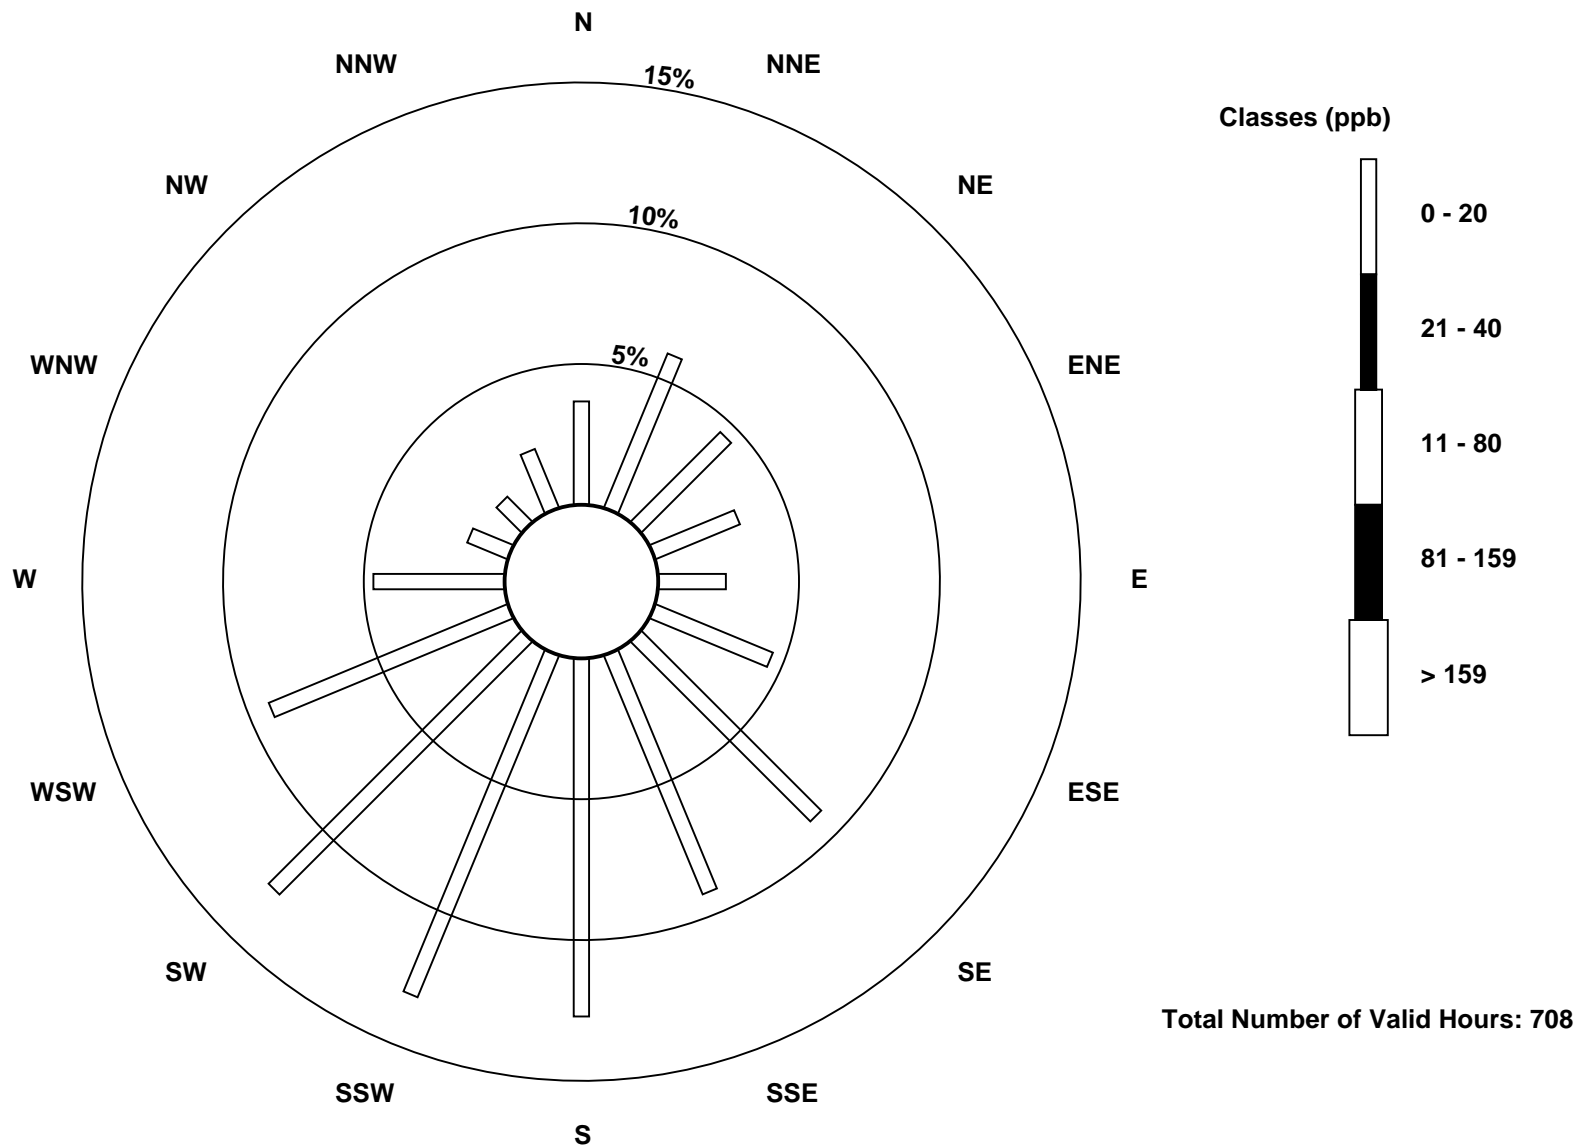 N
NNW
NNE
15%
Classes (ppb)
NW
NE
0 - 20
10%
21 - 40
5%
WNW
ENE
11 - 80
81 - 159
W
E
> 159
WSW
ESE
SW
SE
Total Number of Valid Hours: 708
SSW
SSE
S